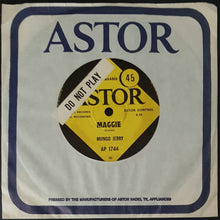 ASTOR
DO NOT PLAY
45
ASTOR
MAGGIE
MUNGO JERRY
AP 1744
PREPARED BY THE MANUFACTURERS OF ASTOR RADIO, TV, APPLIANCES